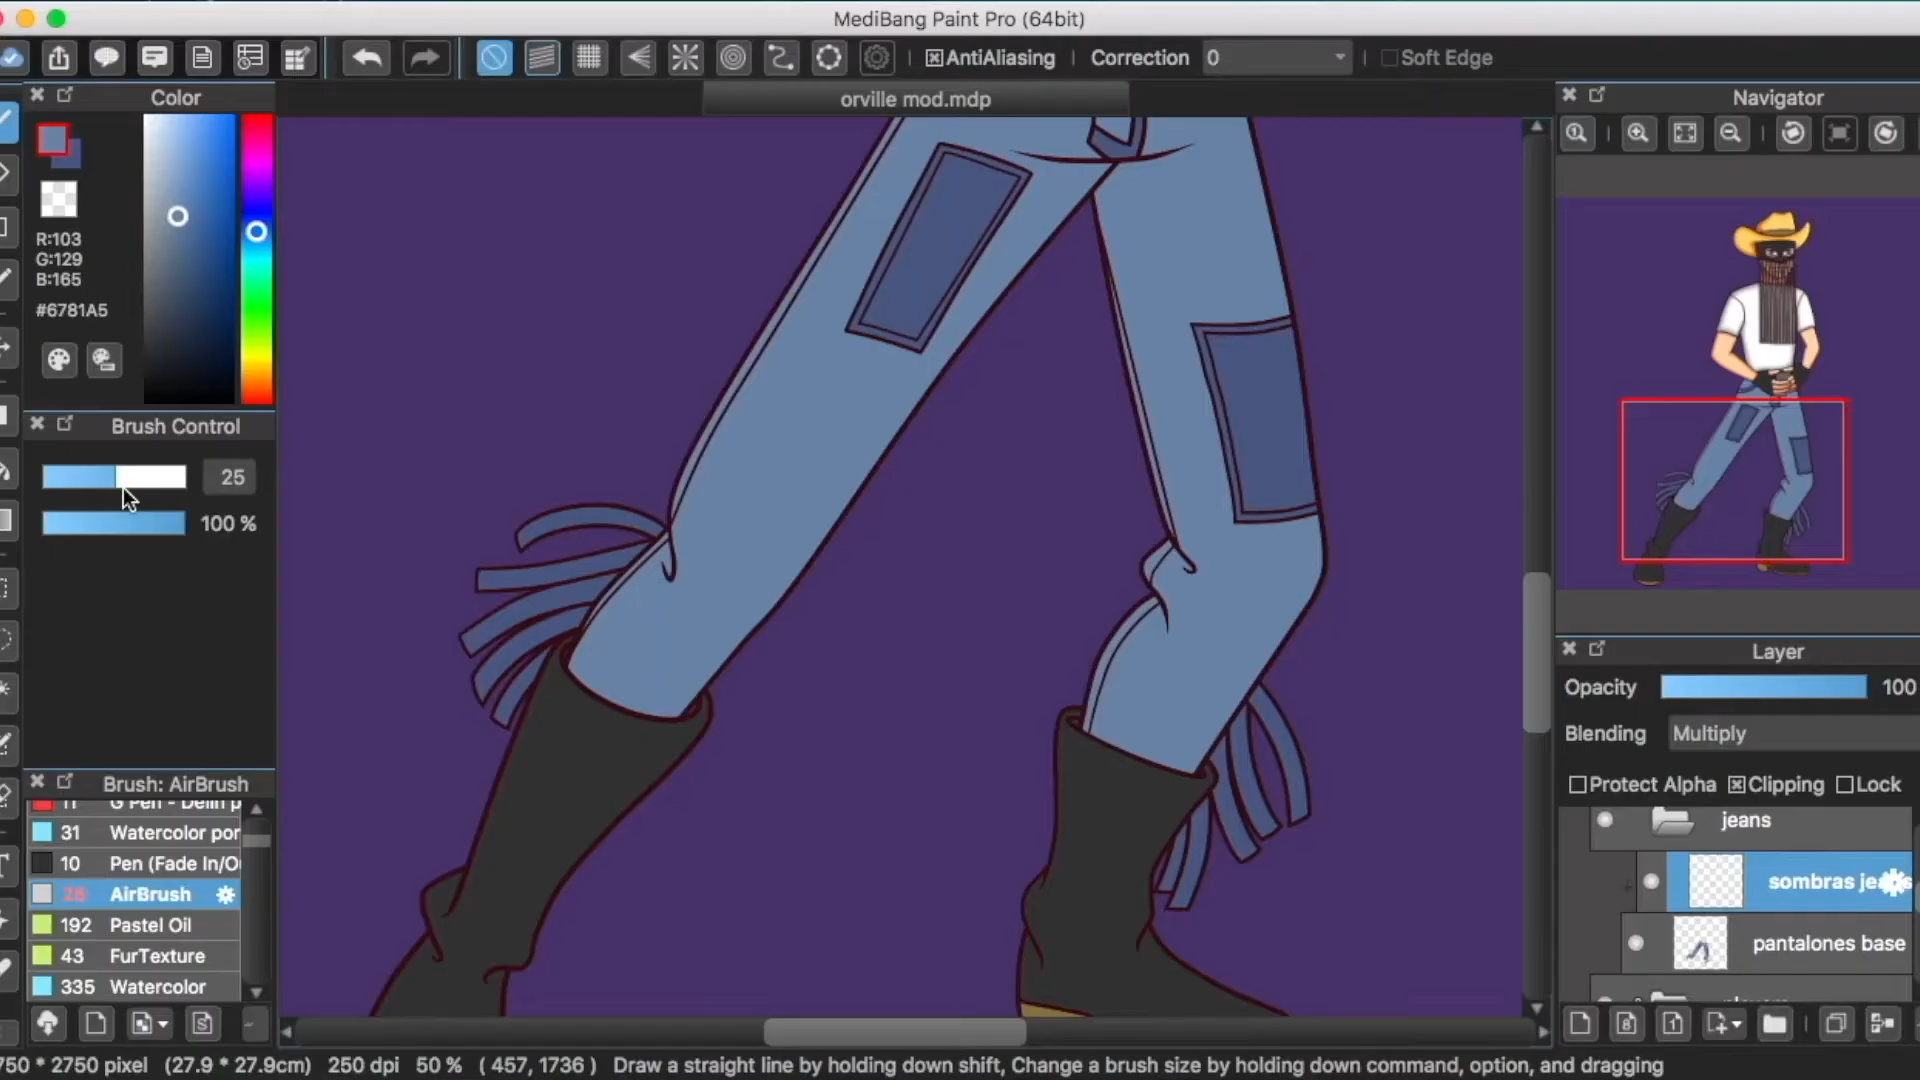 MediBang Paint Pro (64bit)
AntiAliasing
Correction
0
Soft Edge
Color
orville mod.mdp
Navigator
R:103
G:129
B:165
#6781A5
Brush Control
25
100 %
Layer
Opacity
100
Blending
Multiply
Protect Alpha
Clipping
Lock
jeans
sombras
pantalones base
Brush: AirBrush
31 Watercolor por
10 Pen (Fade In/O
25 AirBrush
192 Pastel Oil
43 FurTexture
335 Watercolor
750 * 2750 pixel (27.9 * 27.9cm) 250 dpi 50 % ( 457, 1736 ) Draw a straight line by holding down shift, Change a brush size by holding down command, option, and dragging